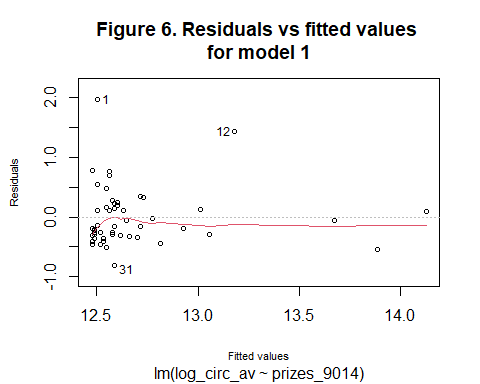 Figure 6. Residuals vs fitted values
for model 1
Residuals
2.0
1.0
0.0
-1.0
1
12
31
12.5
13.0
13.5
14.0
Fitted values
lm(log_circ_av ~ prizes_9014)